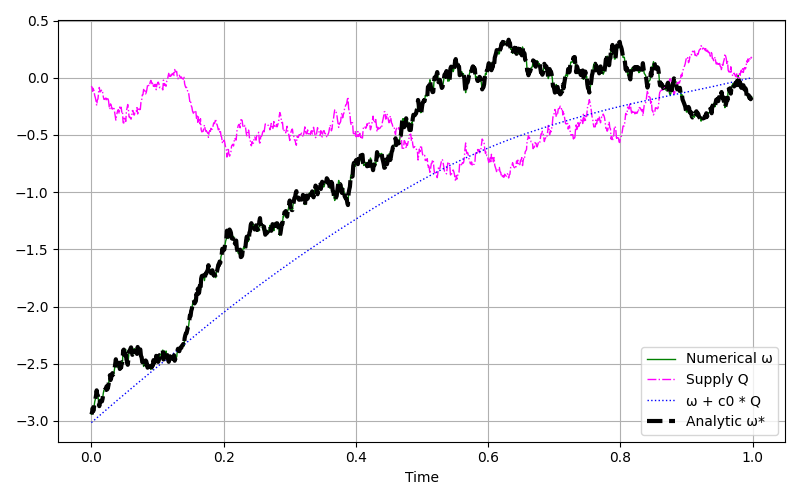 0.5
0.0
−0.5
−1.0
−1.5
−2.0
−2.5
−3.0
Numerical ω
Supply Q
ω + c0 * Q
Analytic ω*
0.0 0.2 0.4 0.6 0.8 1.0
Time